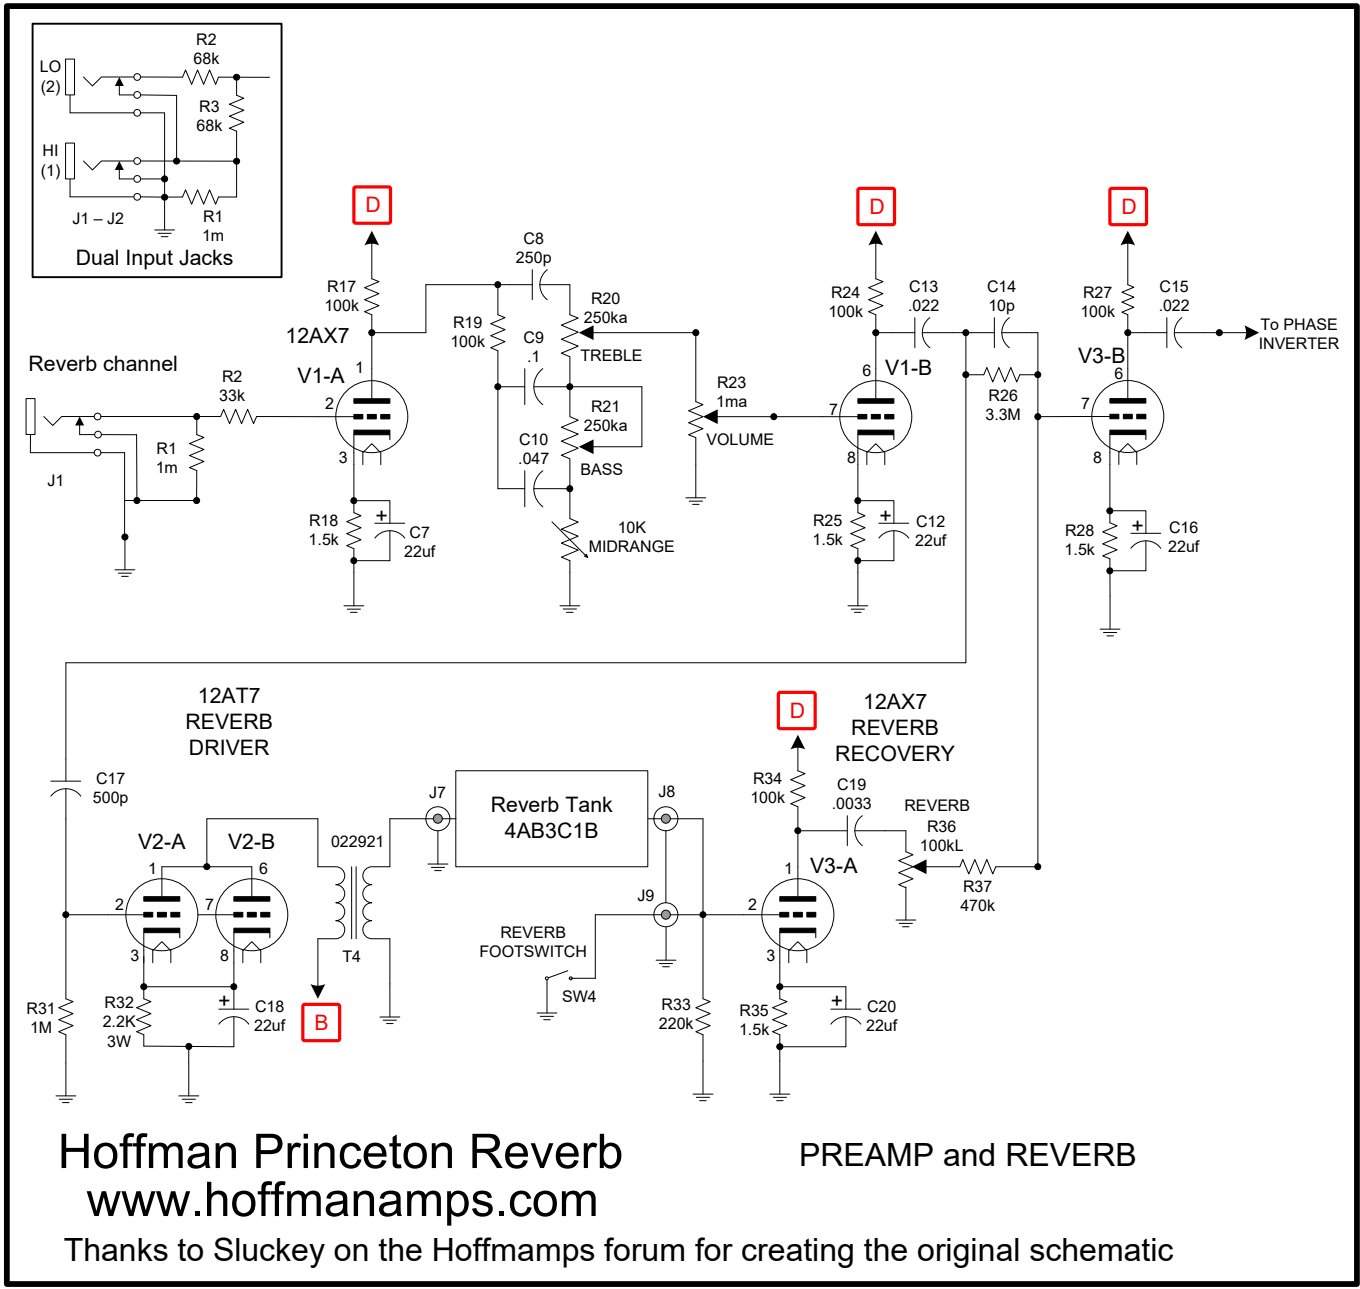 LO
(2)
R2
68k
R3
68k
HI
(1)
R1
1m
J1 – J2
Dual Input Jacks
D
D
D
R17
100k
12AX7
C8
250p
R19
100k
R20
250ka
TREBLE
C9
.1
R21
250ka
BASS
C10
.047
10K
MIDRANGE
R23
1ma
VOLUME
R24
100k
C13
.022
C14
10p
R26
3.3M
R27
100k
C15
.022
To PHASE
INVERTER
Reverb channel
R2
33k
R1
1m
J1
V1-A
1
2
3
R18
1.5k
+
C7
22uf
V1-B
6
7
8
R25
1.5k
+
C12
22uf
V3-B
6
7
8
R28
1.5k
+
C16
22uf
12AT7
REVERB
DRIVER
D
12AX7
REVERB
RECOVERY
C17
500p
V2-A
V2-B
1
6
2
7
3
8
R31
1M
R32
2.2K
3W
+
C18
22uf
022921
T4
B
J7
Reverb Tank
4AB3C1B
J8
J9
REVERB
FOOTSWITCH
SW4
R33
220k
R34
100k
C19
.0033
REVERB
R36
100kL
R37
470k
V3-A
1
2
3
R35
1.5k
+
C20
22uf
Hoffman Princeton Reverb
www.hoffmanamps.com
PREAMP and REVERB
Thanks to Sluckey on the Hoffmamps forum for creating the original schematic